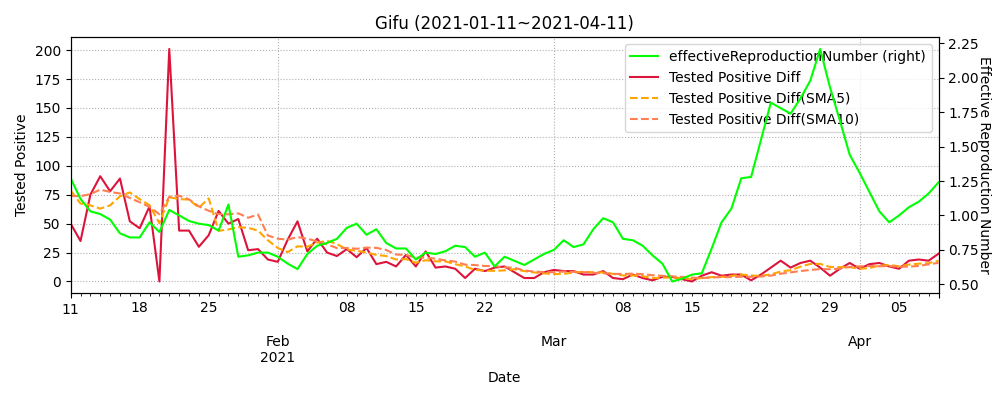 Gifu (2021-01-11~2021-04-11)
effectiveReproductionNumber (right)
Tested Positive Diff
Tested Positive Diff(SMA5)
Tested Positive Diff(SMA10)
Tested Positive
200
175
150
125
100
75
50
25
0
2.25
2.00
1.75
1.50
1.25
1.00
0.75
0.50
Effective Reproduction Number
11 18 25 08 15 22 08 15 22 29 05
Feb Mar Apr
2021
Date